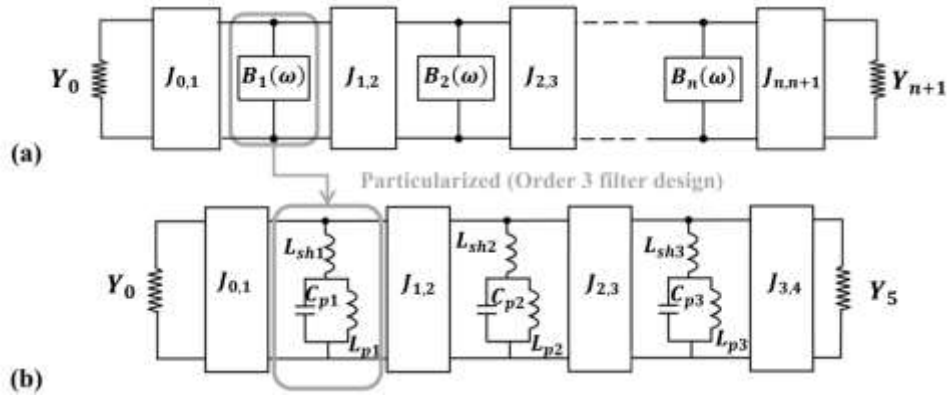 Y₀ J₀,₁ B₁(ω) J₁,₂ B₂(ω) J₂,₃ Bₙ(ω) Jₙ,ₙ₊₁ Yₙ₊₁
(a)
Particularized (Order 3 filter design)
Y₀ J₀,₁ Lₛₕ₁ Cₚ₁ Lₚ₁ J₁,₂ Lₛₕ₂ Cₚ₂ Lₚ₂ J₂,₃ Lₛₕ₃ Cₚ₃ Lₚ₃ J₃,₄ Y₅
(b)